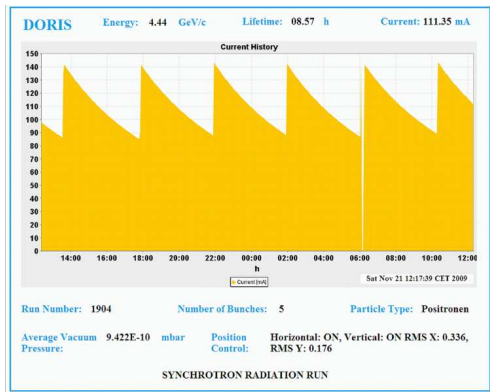 DORIS Energy: 4.44 GeV/c Lifetime: 08.57 h Current: 111.35 mA
Current History
150
140
130
120
110
100
90
80
70
60
50
40
30
20
10
0
14:00 16:00 18:00 20:00 22:00 00:00 02:00 04:00 06:00 08:00 10:00 12:00
h
Current [mA]
Sat Nov 21 12:17:39 CET 2009
Run Number: 1904 Number of Bunches: 5 Particle Type: Positronen
Average Vacuum 9.422E-10 mbar Position Horizontal: ON, Vertical: ON RMS X: 0.336,
Pressure: Control: RMS Y: 0.176
SYNCHROTRON RADIATION RUN